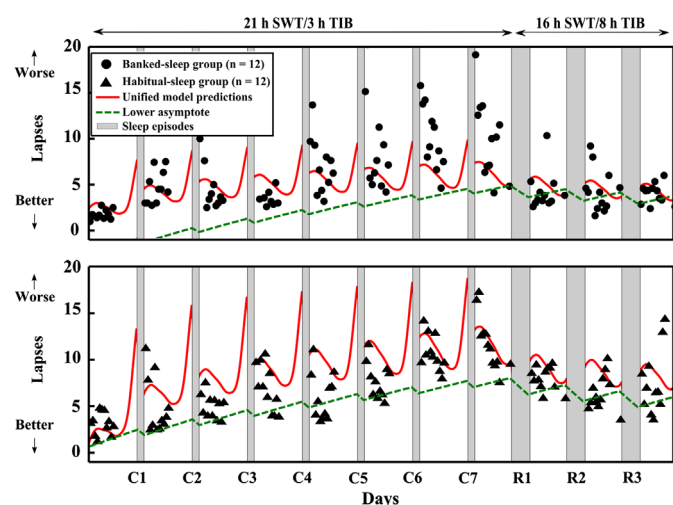 21 h SWT/3 h TIB 16 h SWT/8 h TIB
20
Worse
Banked-sleep group (n = 12)
Habitual-sleep group (n = 12)
Unified model predictions
Lower asymptote
Sleep episodes
15
Lapses
10
5
Better
0
20
Worse
15
Lapses
10
5
Better
0
C1 C2 C3 C4 C5 C6 C7 R1 R2 R3
Days